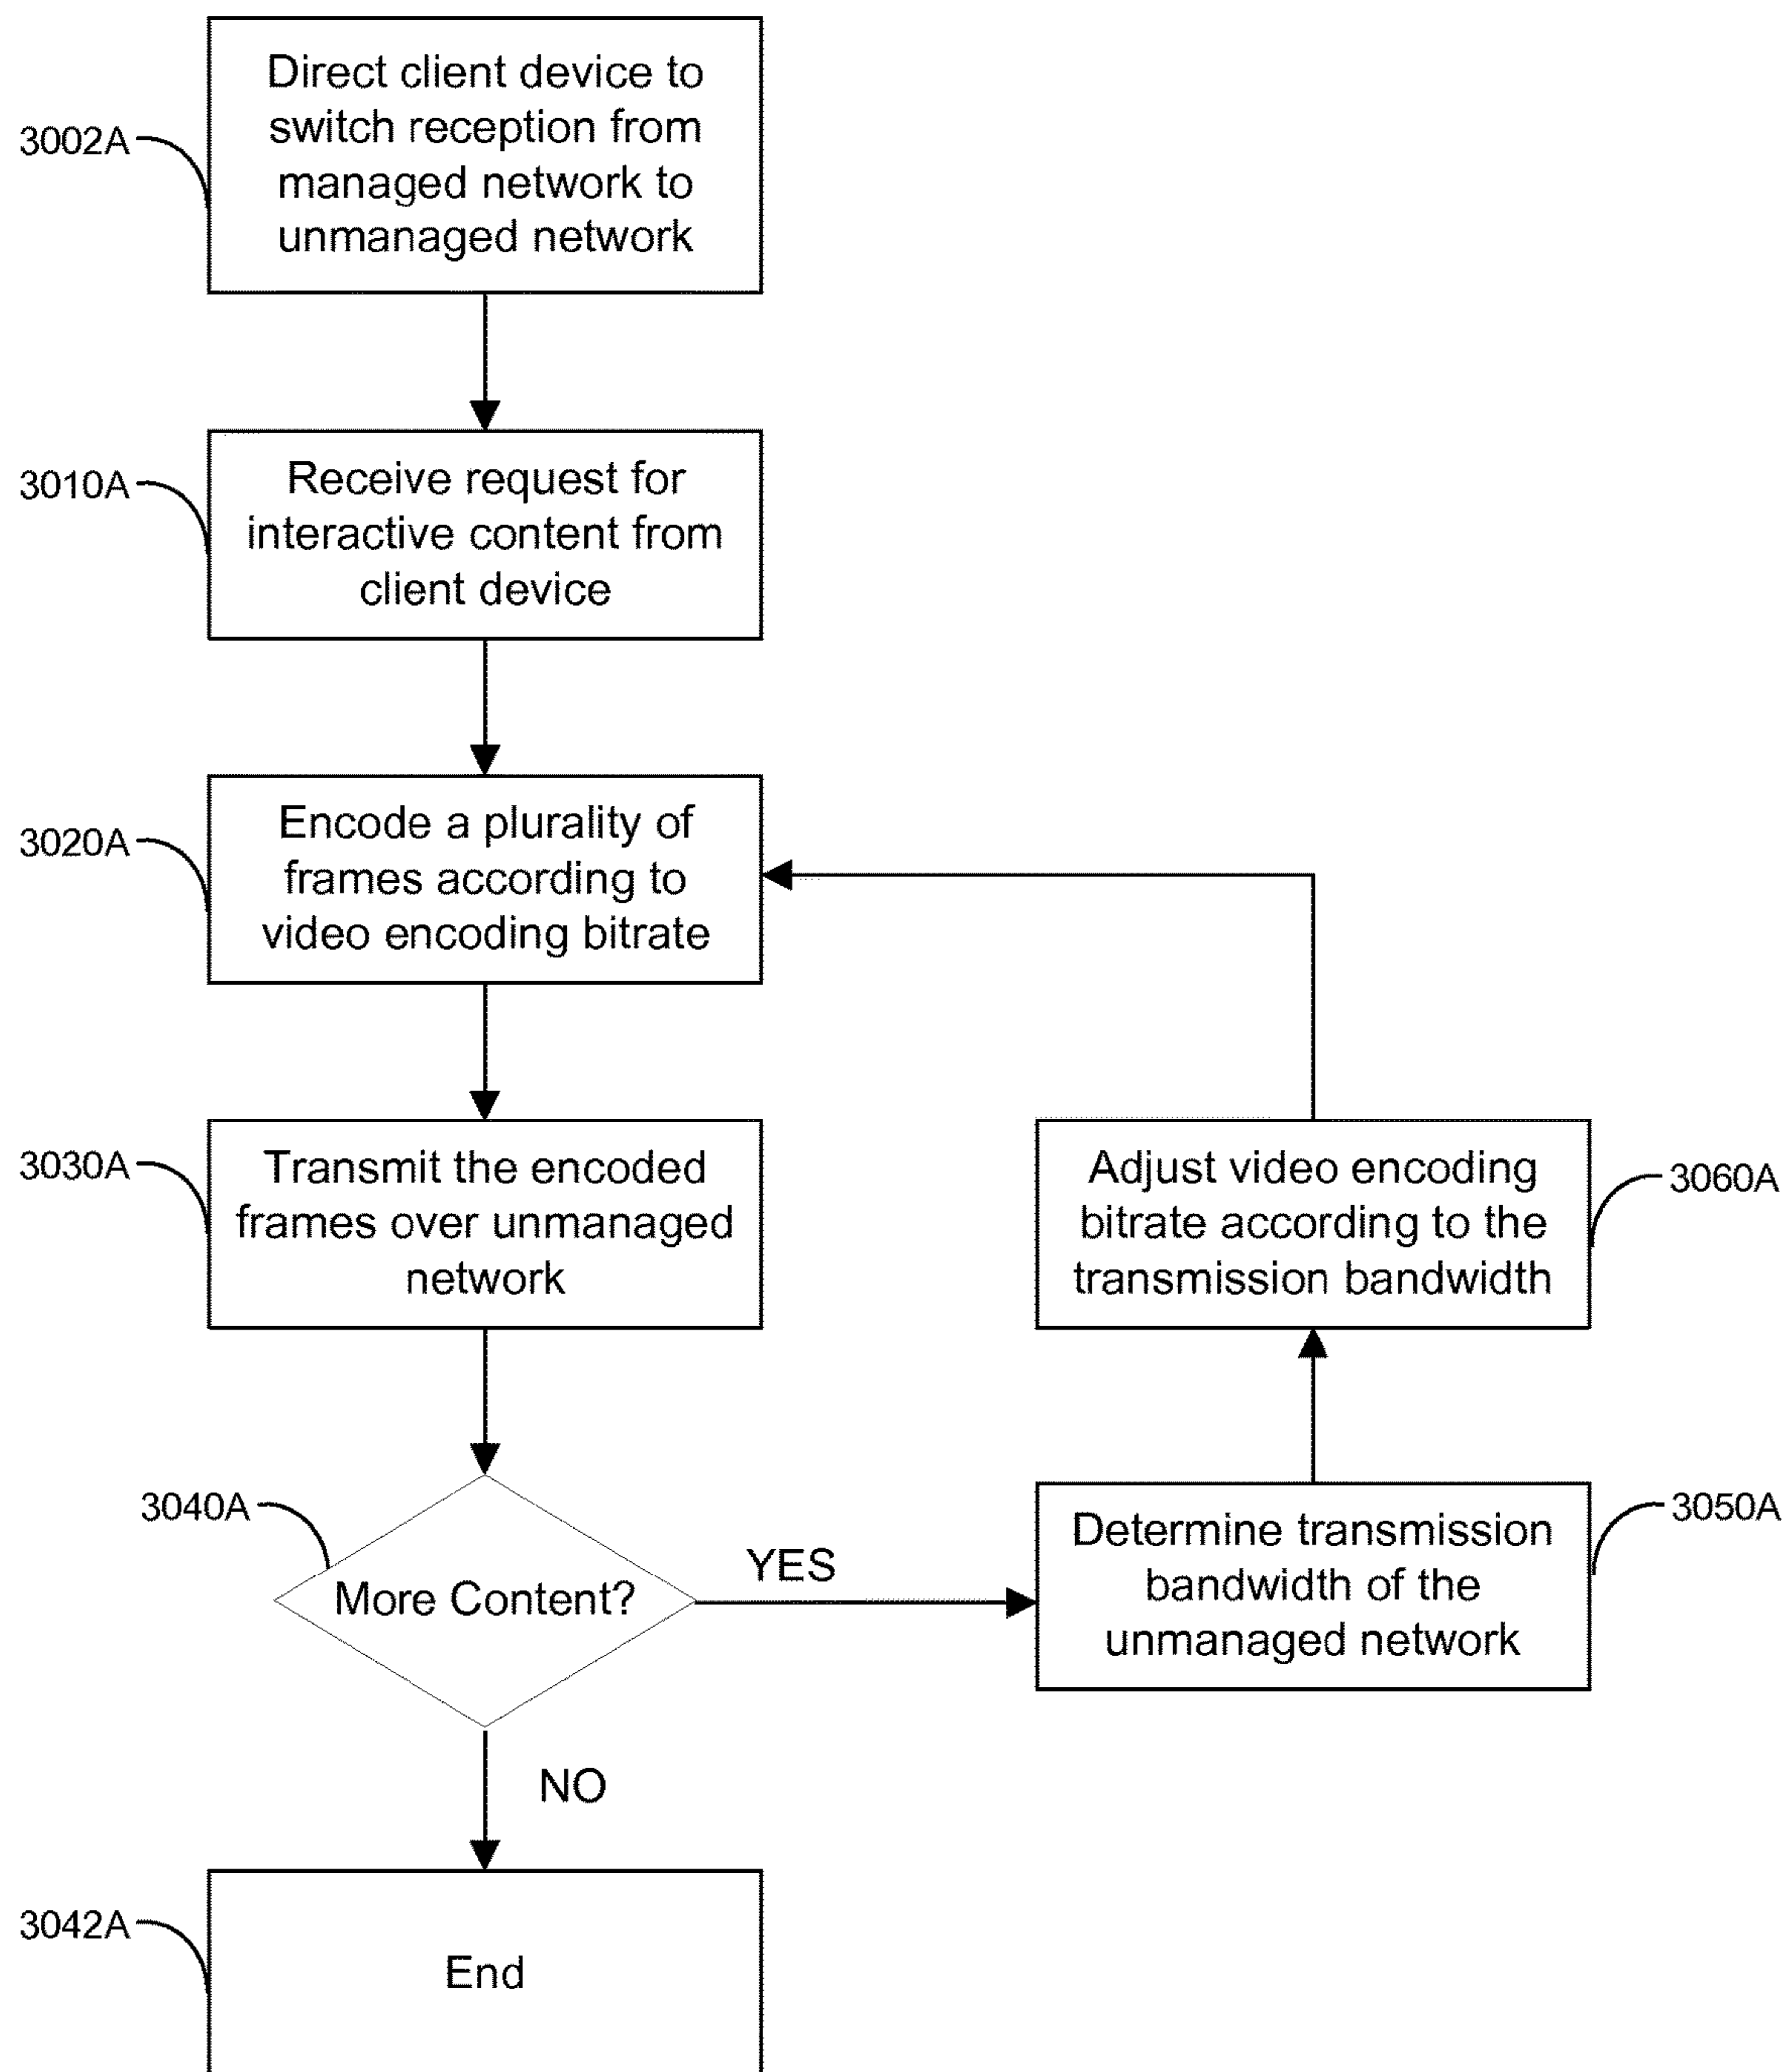 Direct client device to
switch reception from
managed network to
unmanaged network
3002A
Receive request for
interactive content from
client device
3010A
Encode a plurality of
frames according to
video encoding bitrate
3020A
Transmit the encoded
frames over unmanaged
network
3030A
Adjust video encoding
bitrate according to the
transmission bandwidth
3060A
3040A
More Content?
YES
Determine transmission
bandwidth of the
unmanaged network
3050A
NO
3042A
End